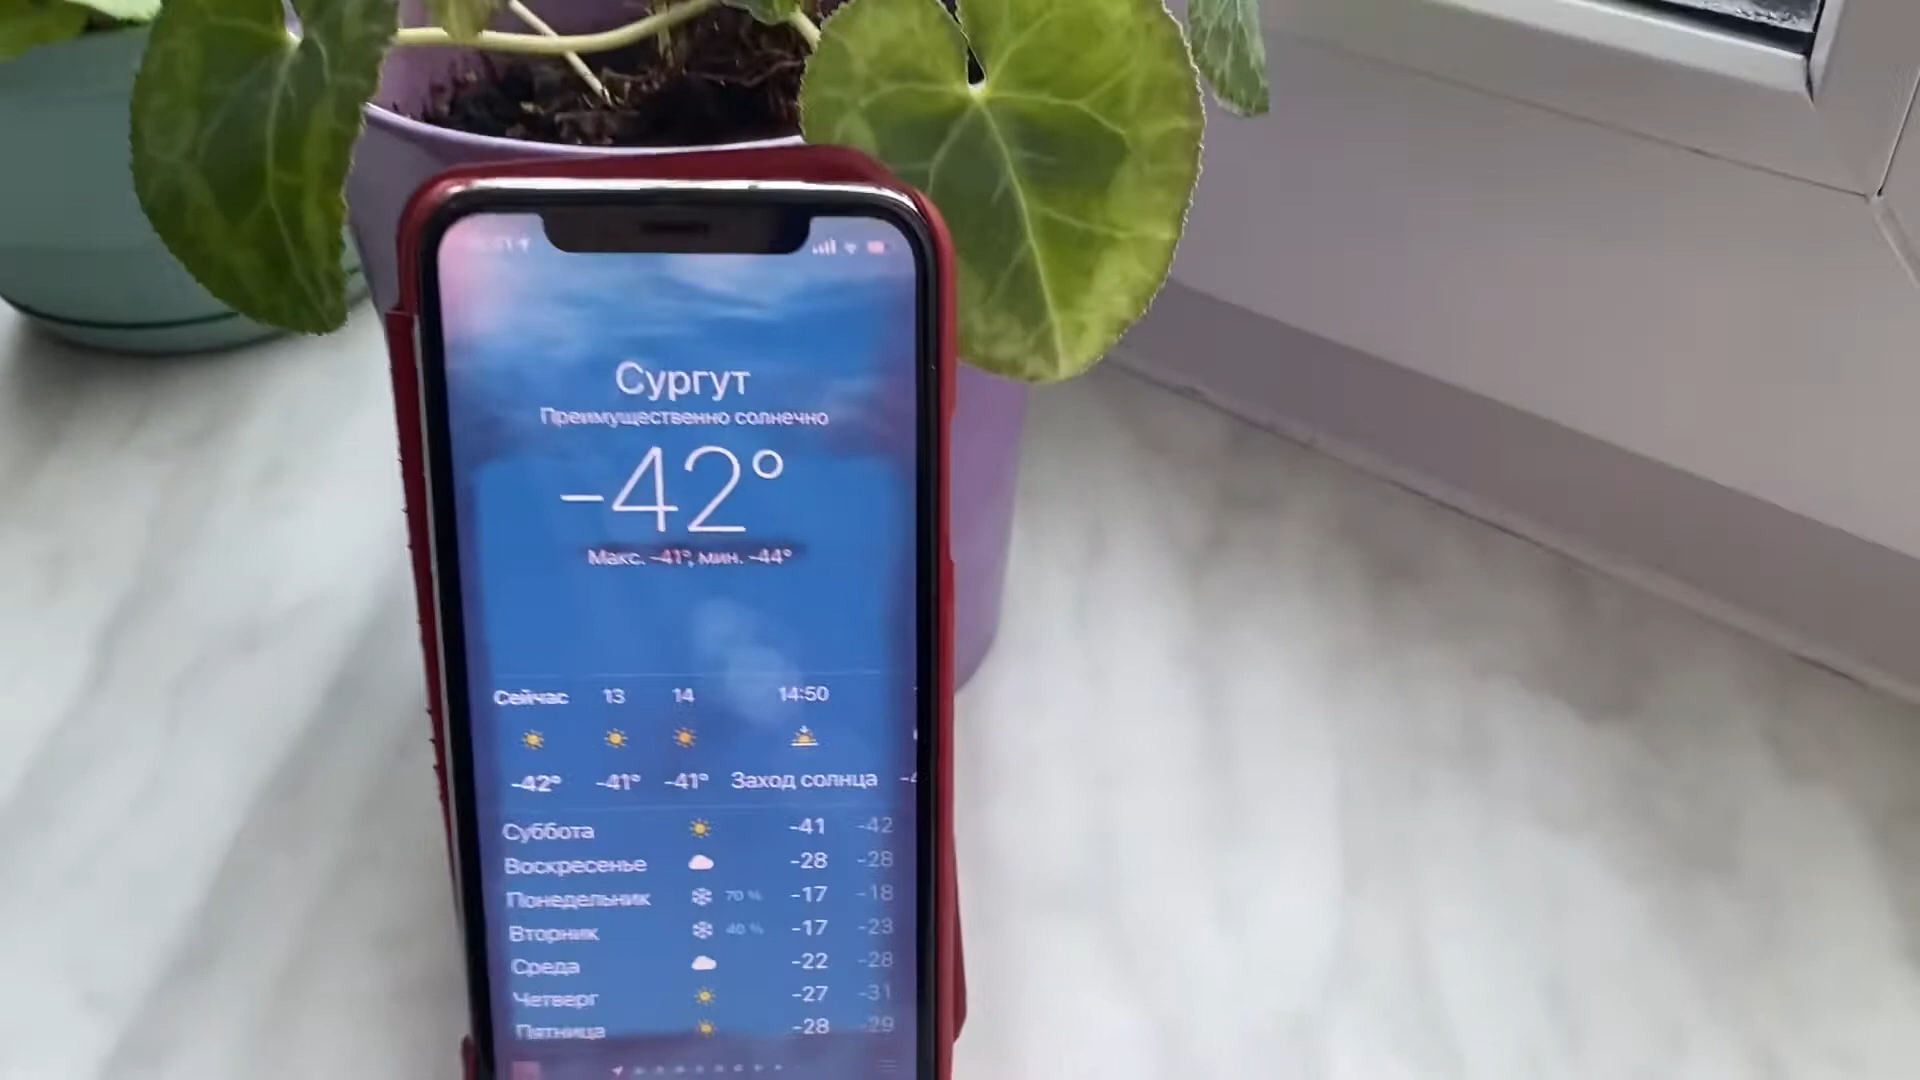 Сургут
Преимущественно солнечно
-42°
Макс. -41°, мин. -44°
Сейчас 13 14 14:50
-42° -41° -41° Заход солнца
Суббота -41 -42
Воскресенье -28 -28
Понедельник 70 % -17 -18
Вторник 40 % -17 -23
Среда -22 -28
Четверг -27 -31
Пятница -28 -29